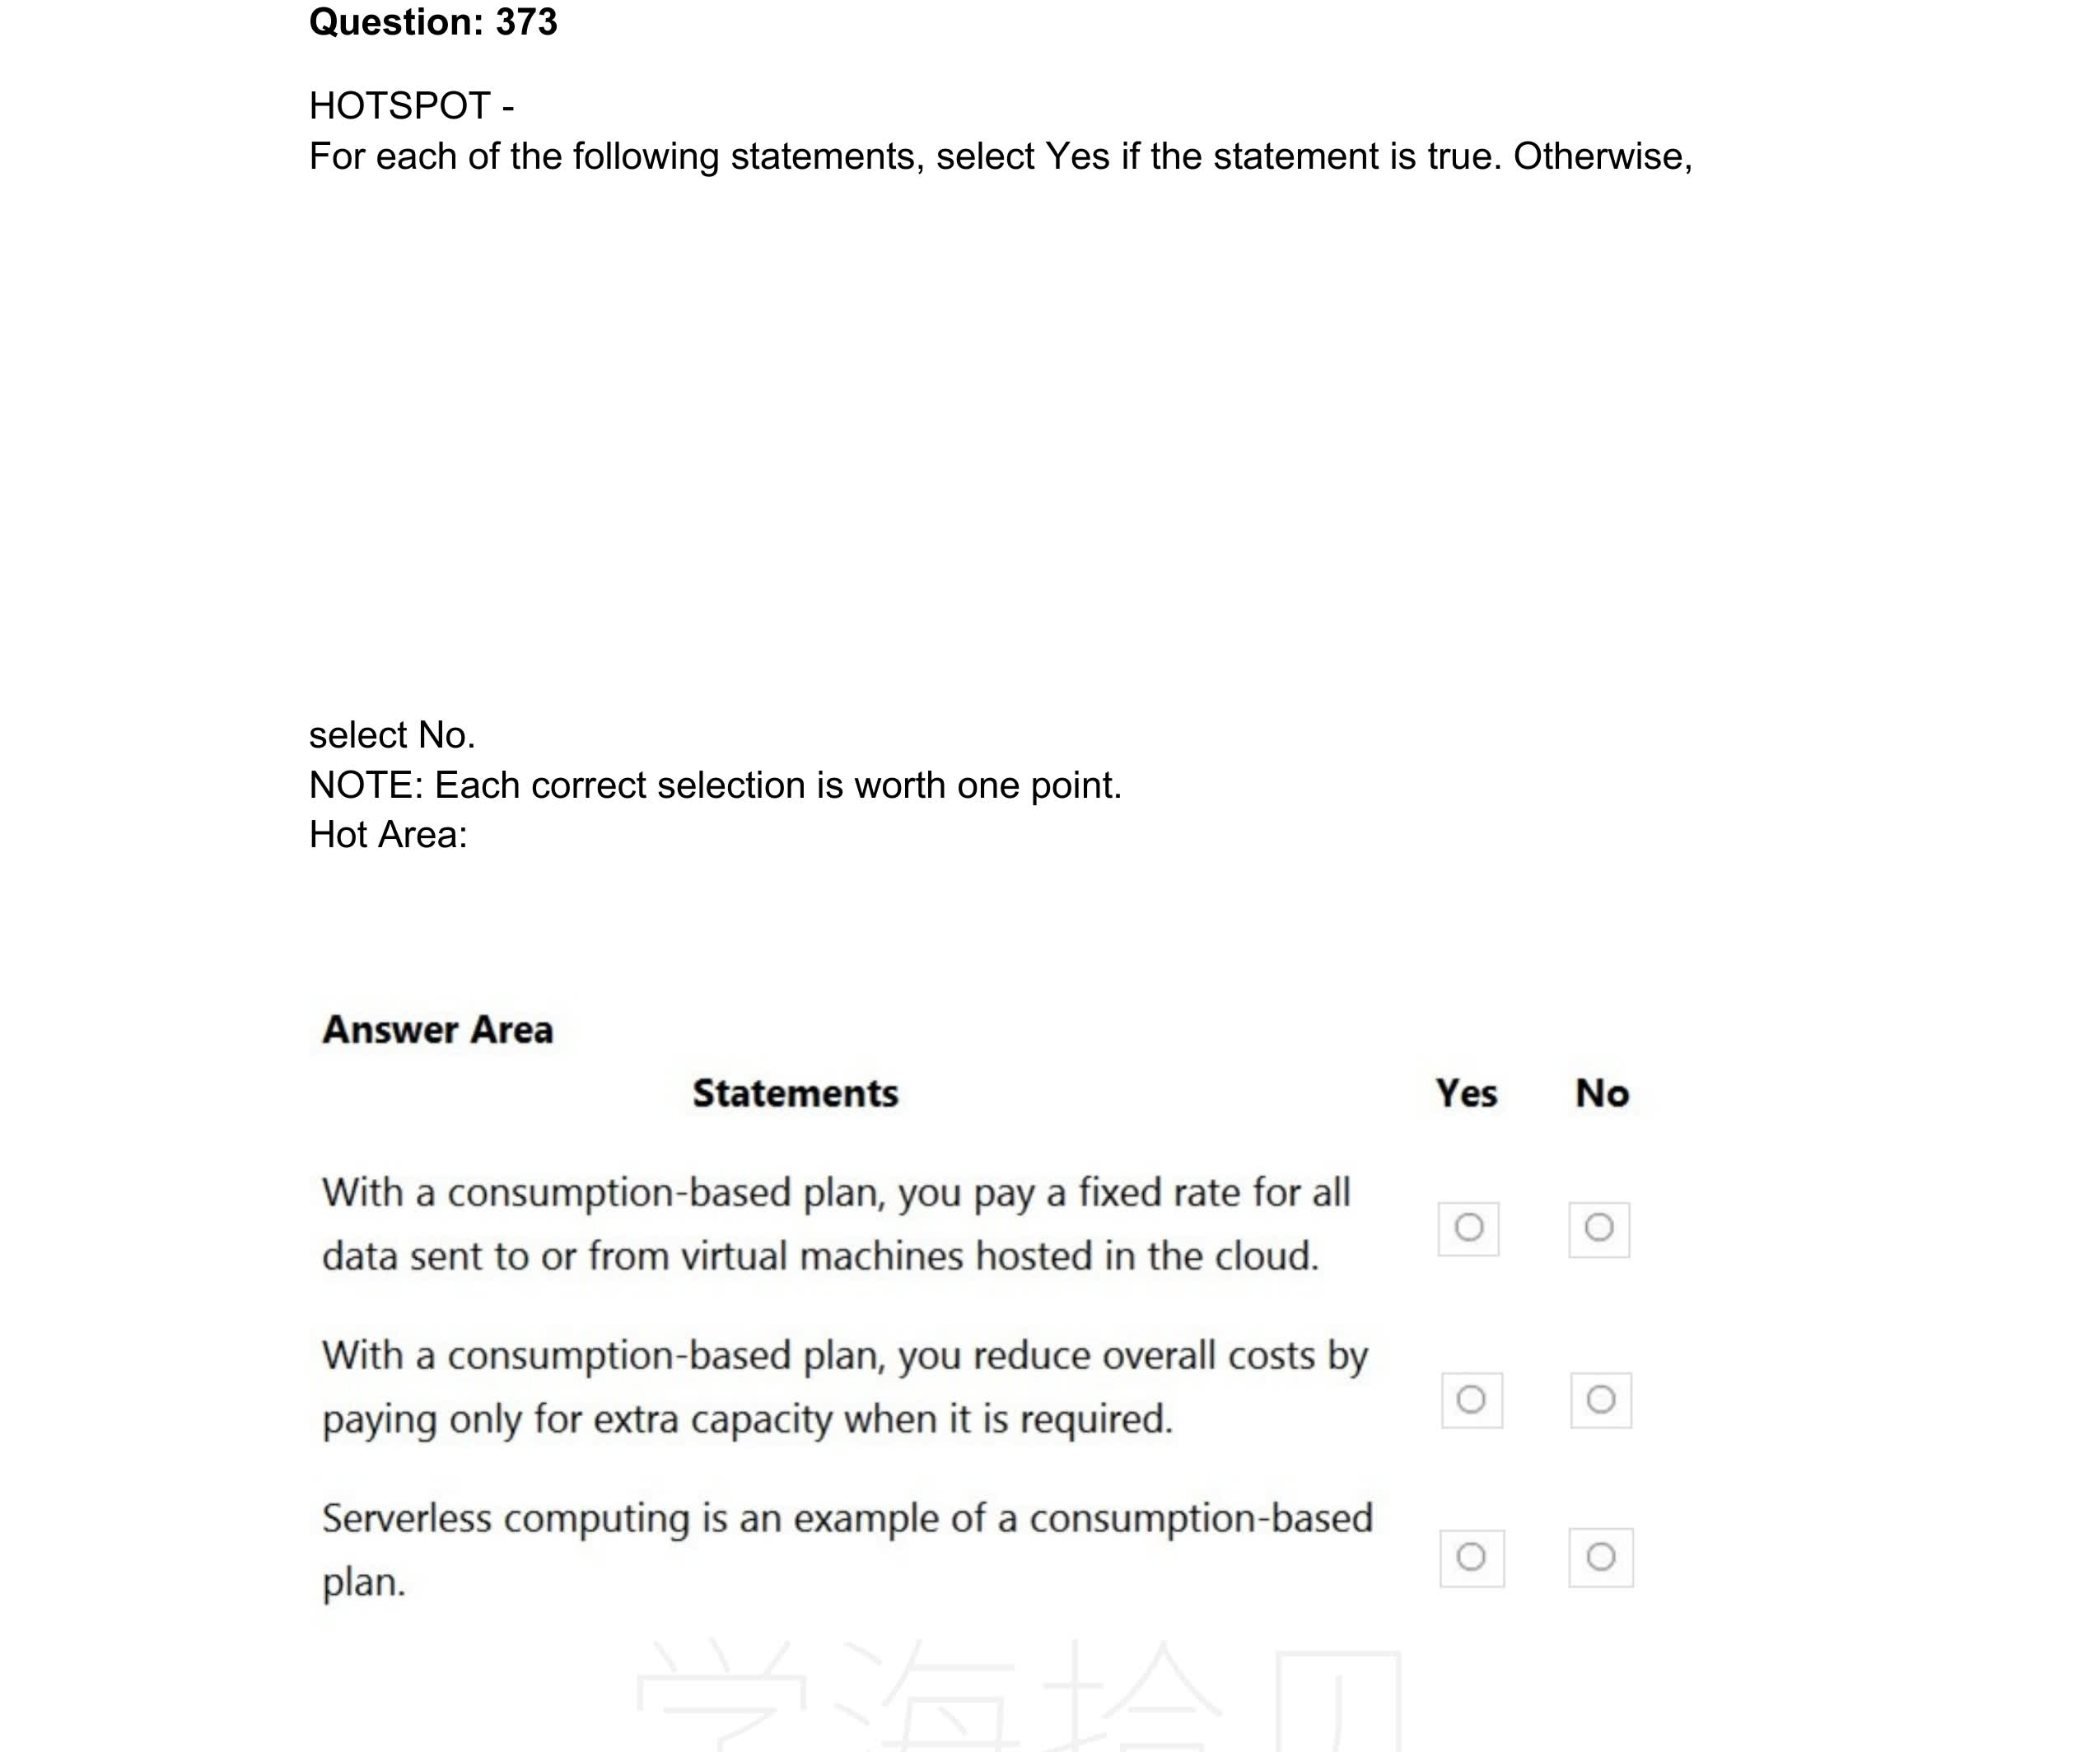 Question: 373
HOTSPOT -
For each of the following statements, select Yes if the statement is true. Otherwise,
select No.
NOTE: Each correct selection is worth one point.
Hot Area:
Answer Area
Statements Yes No
With a consumption-based plan, you pay a fixed rate for all
data sent to or from virtual machines hosted in the cloud.
With a consumption-based plan, you reduce overall costs by
paying only for extra capacity when it is required.
Serverless computing is an example of a consumption-based
plan.
学海拾贝